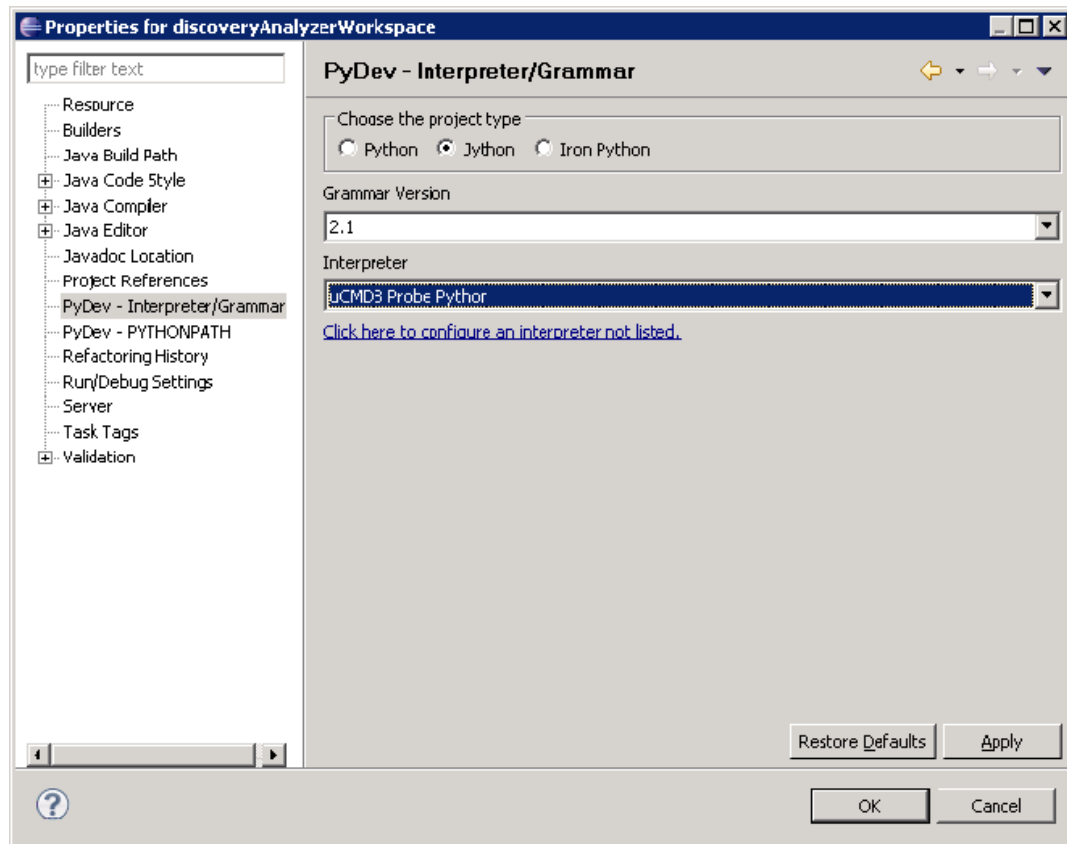 Properties for discoveryAnalyzerWorkspace
type filter text
Resource
Builders
Java Build Path
Java Code Style
Java Compiler
Java Editor
Javadoc Location
Project References
PyDev - Interpreter/Grammar
PyDev - PYTHONPATH
Refactoring History
Run/Debug Settings
Server
Task Tags
Validation
PyDev - Interpreter/Grammar
Choose the project type
Python Jython Iron Python
Grammar Version
2.1
Interpreter
uCMDB Probe Python
Click here to configure an interpreter not listed.
Restore Defaults Apply
OK Cancel